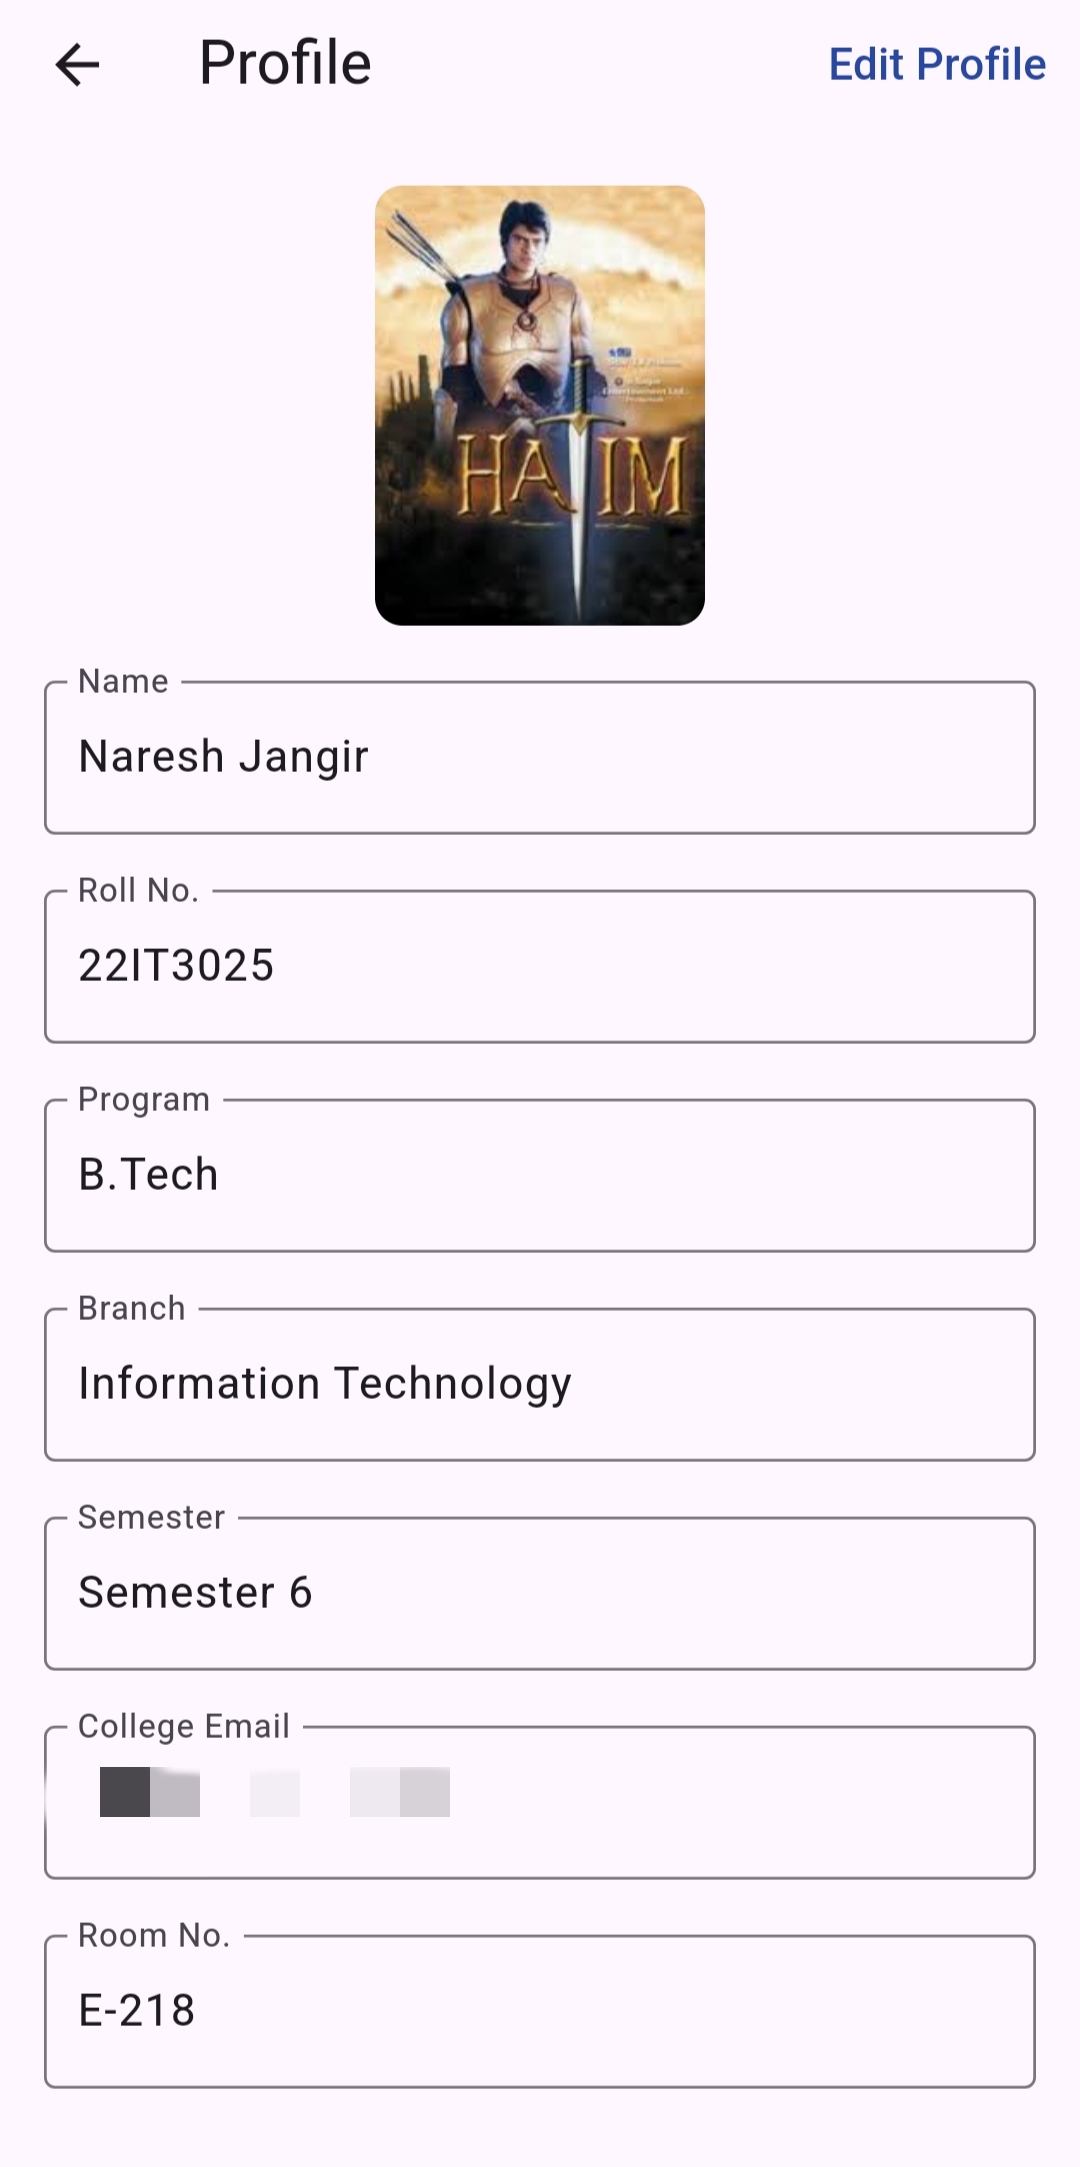 Profile
Edit Profile
HATIM
Name
Naresh Jangir
Roll No.
22IT3025
Program
B.Tech
Branch
Information Technology
Semester
Semester 6
College Email
Room No.
E-218